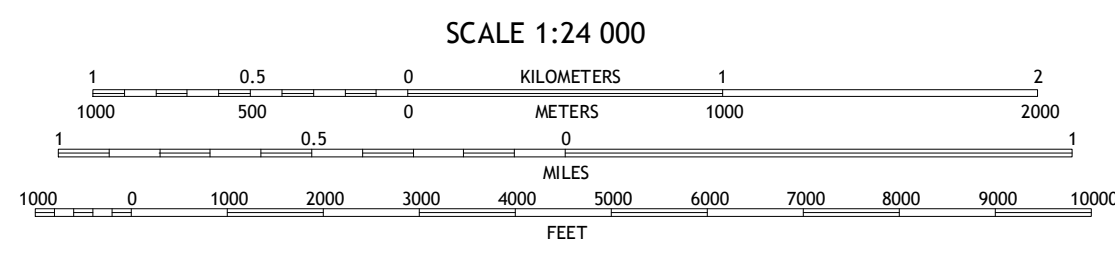 SCALE 1:24 000
1 0.5 0 KILOMETERS 1 2
1000 500 0 METERS 1000 2000
1 0.5 0 1
MILES
1000 0 1000 2000 3000 4000 5000 6000 7000 8000 9000 10000
FEET